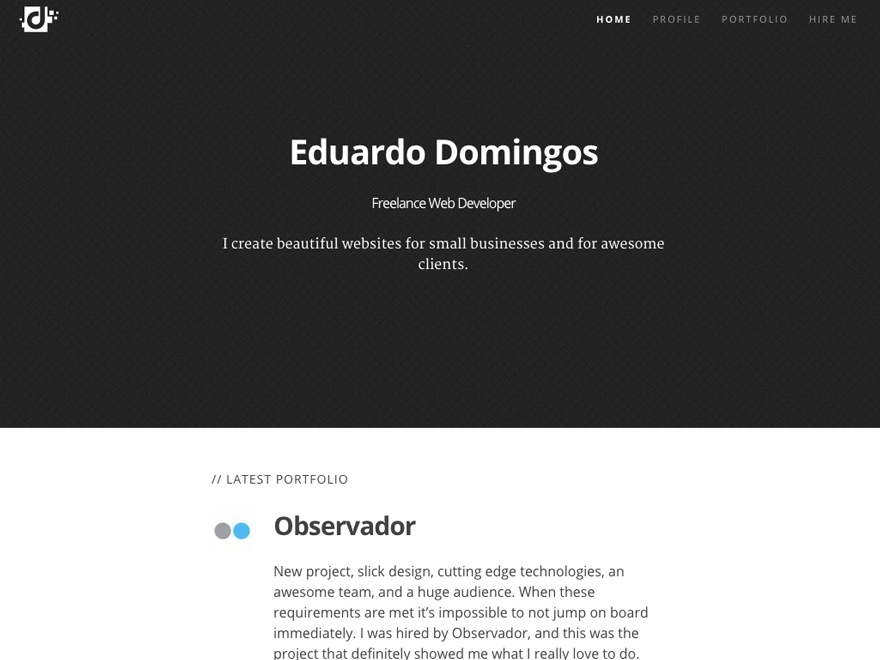 HOME PROFILE PORTFOLIO HIRE ME
Eduardo Domingos
Freelance Web Developer
I create beautiful websites for small businesses and for awesome
clients.
// LATEST PORTFOLIO
Observador
New project, slick design, cutting edge technologies, an
awesome team, and a huge audience. When these
requirements are met it’s impossible to not jump on board
immediately. I was hired by Observador, and this was the
project that definitely showed me what I really love to do.